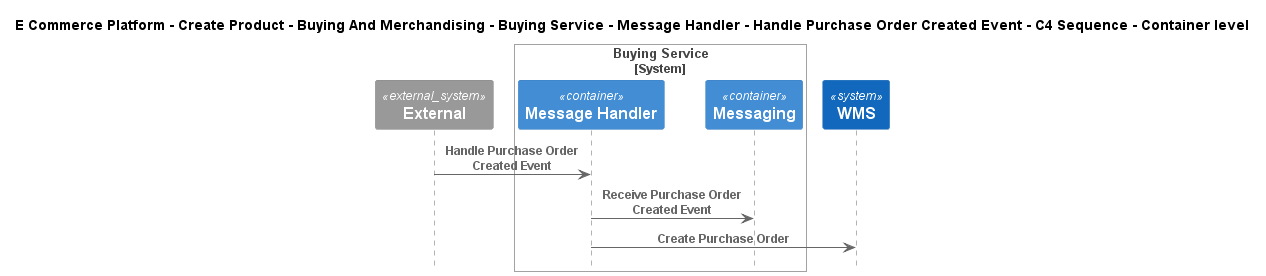 E Commerce Platform - Create Product - Buying And Merchandising - Buying Service - Message Handler - Handle Purchase Order Created Event - C4 Sequence - Container level
Buying Service
[System]
«external_system»
External
«container»
Message Handler
«container»
Messaging
«system»
WMS
Handle Purchase Order
Created Event
Receive Purchase Order
Created Event
Create Purchase Order